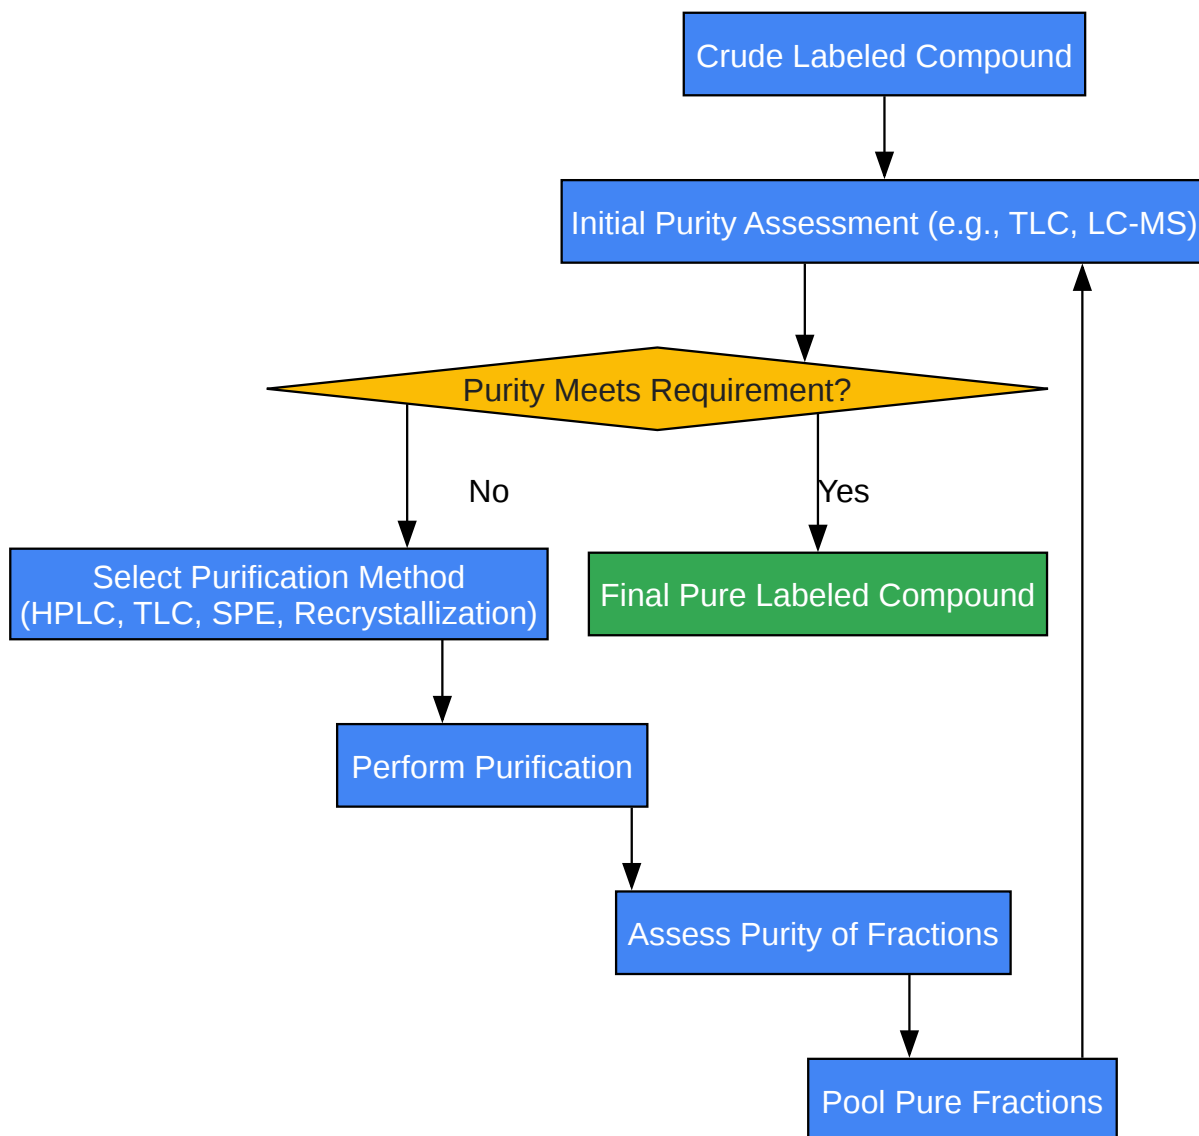 Crude Labeled Compound
Initial Purity Assessment (e.g., TLC, LC-MS)
Purity Meets Requirement?
No
Yes
Select Purification Method
(HPLC, TLC, SPE, Recrystallization)
Final Pure Labeled Compound
Perform Purification
Assess Purity of Fractions
Pool Pure Fractions